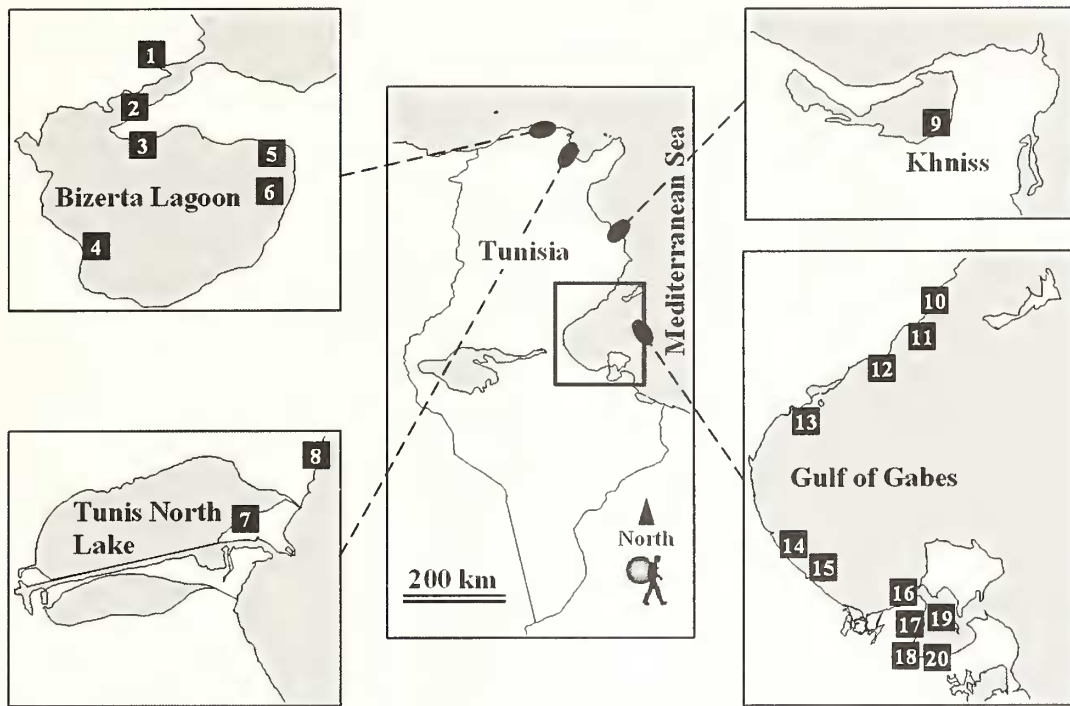 1
2
3
5
Bizerta Lagoon
6
4
Tunis North
Lake
7
8
Tunisia
Mediterranean Sea
North
200 km
9
Khniss
10
11
12
13
Gulf of Gabes
14
15
16
17
19
18
20